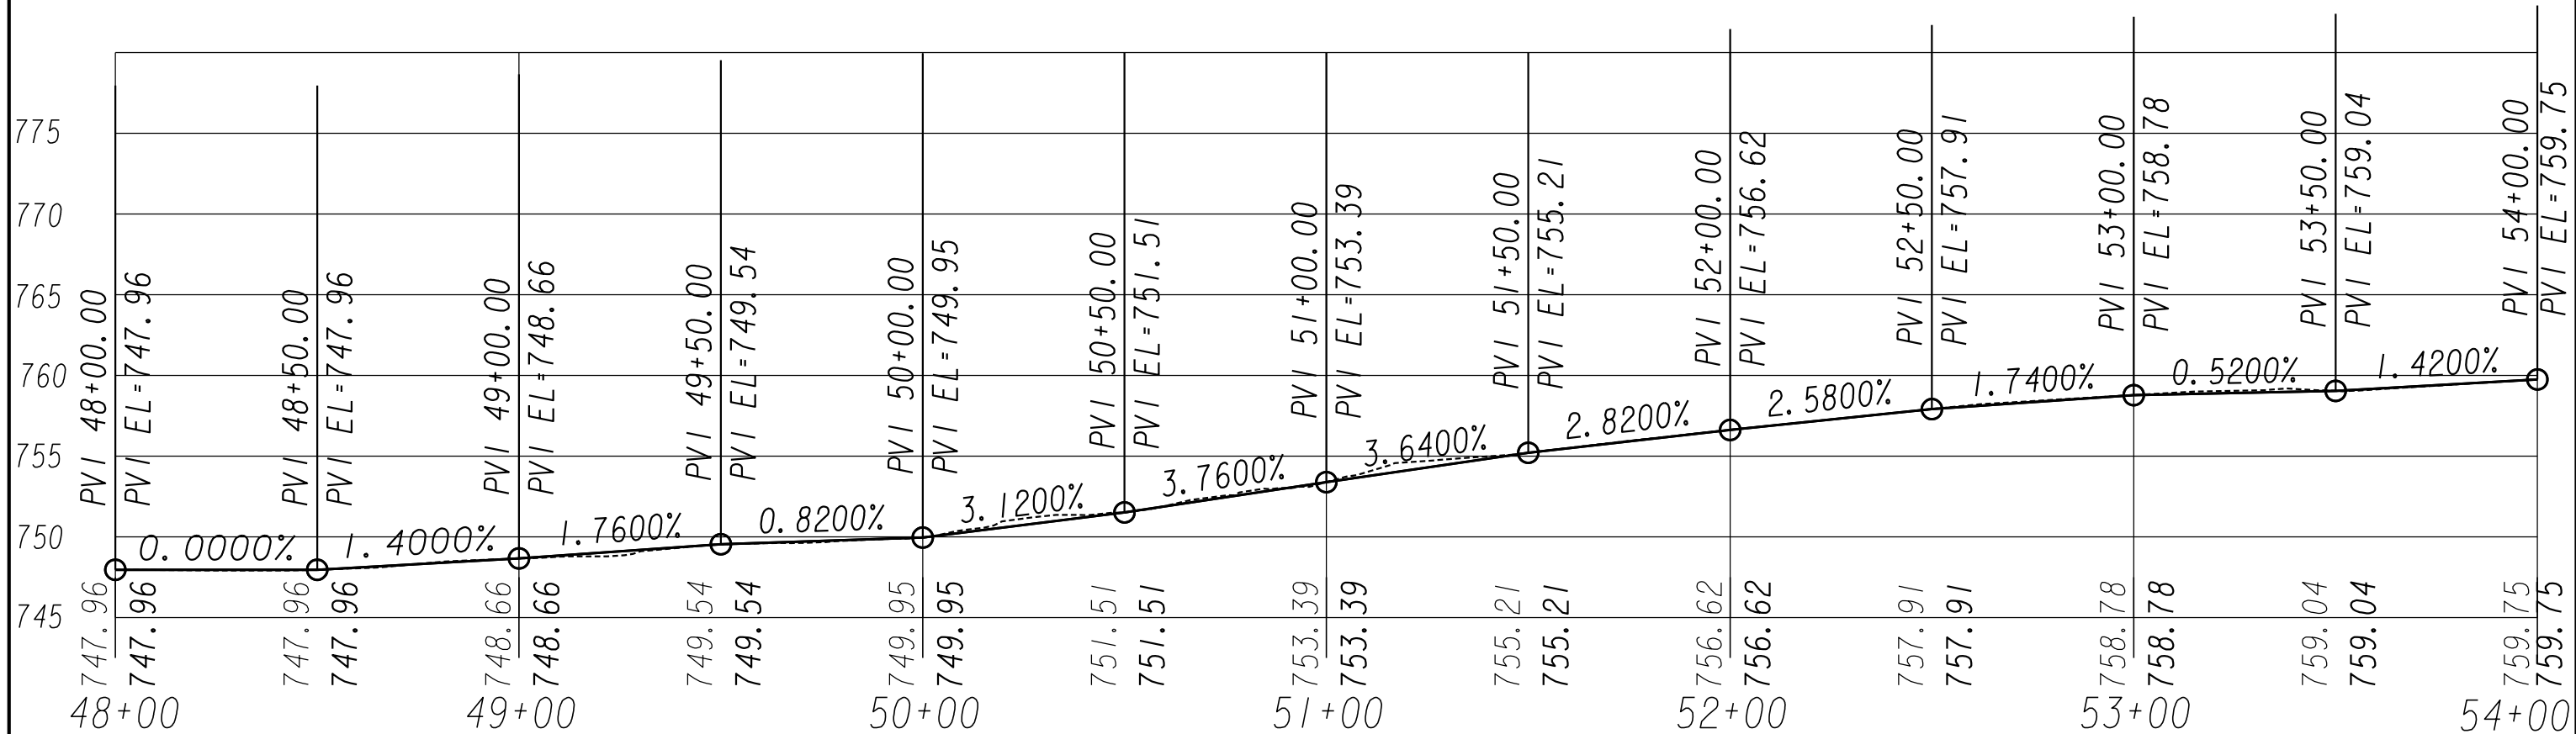 775
770
765
760
755
750
745
PVI 48+00.00
PVI EL=747.96
PVI 48+50.00
PVI EL=747.96
PVI 49+00.00
PVI EL=748.66
PVI 49+50.00
PVI EL=749.54
PVI 50+00.00
PVI EL=749.95
PVI 50+50.00
PVI EL=751.51
PVI 51+00.00
PVI EL=753.39
PVI 51+50.00
PVI EL=755.21
PVI 52+00.00
PVI EL=756.62
PVI 52+50.00
PVI EL=757.91
PVI 53+00.00
PVI EL=758.78
PVI 53+50.00
PVI EL=759.04
PVI 54+00.00
PVI EL=759.75
0.0000%
1.4000%
1.7600%
0.8200%
3.1200%
3.7600%
3.6400%
2.8200%
2.5800%
1.7400%
0.5200%
1.4200%
747.96
747.96
747.96
747.96
748.66
748.66
749.54
749.54
749.95
749.95
751.51
751.51
753.39
753.39
755.21
755.21
756.62
756.62
757.91
757.91
758.78
758.78
759.04
759.04
759.75
759.75
48+00
49+00
50+00
51+00
52+00
53+00
54+00